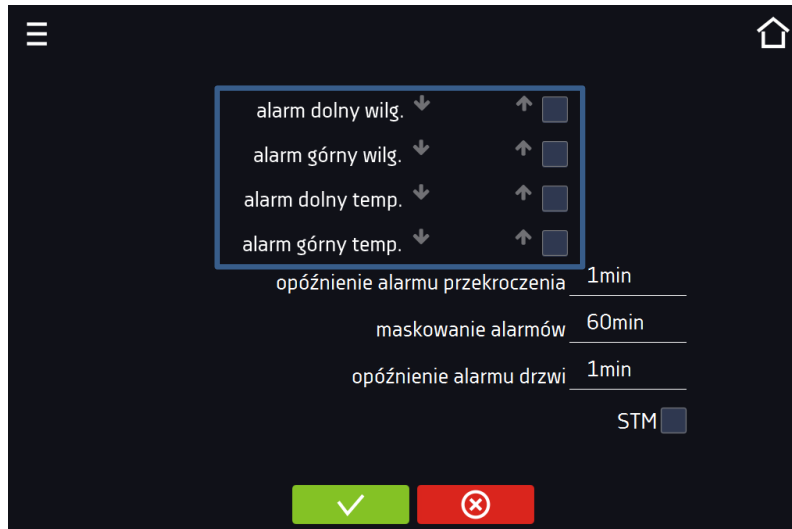 alarm dolny wilg.
alarm górny wilg.
alarm dolny temp.
alarm górny temp.
opóźnienie alarmu przekroczenia 1min
maskowanie alarmów 60min
opóźnienie alarmu drzwi 1min
STM